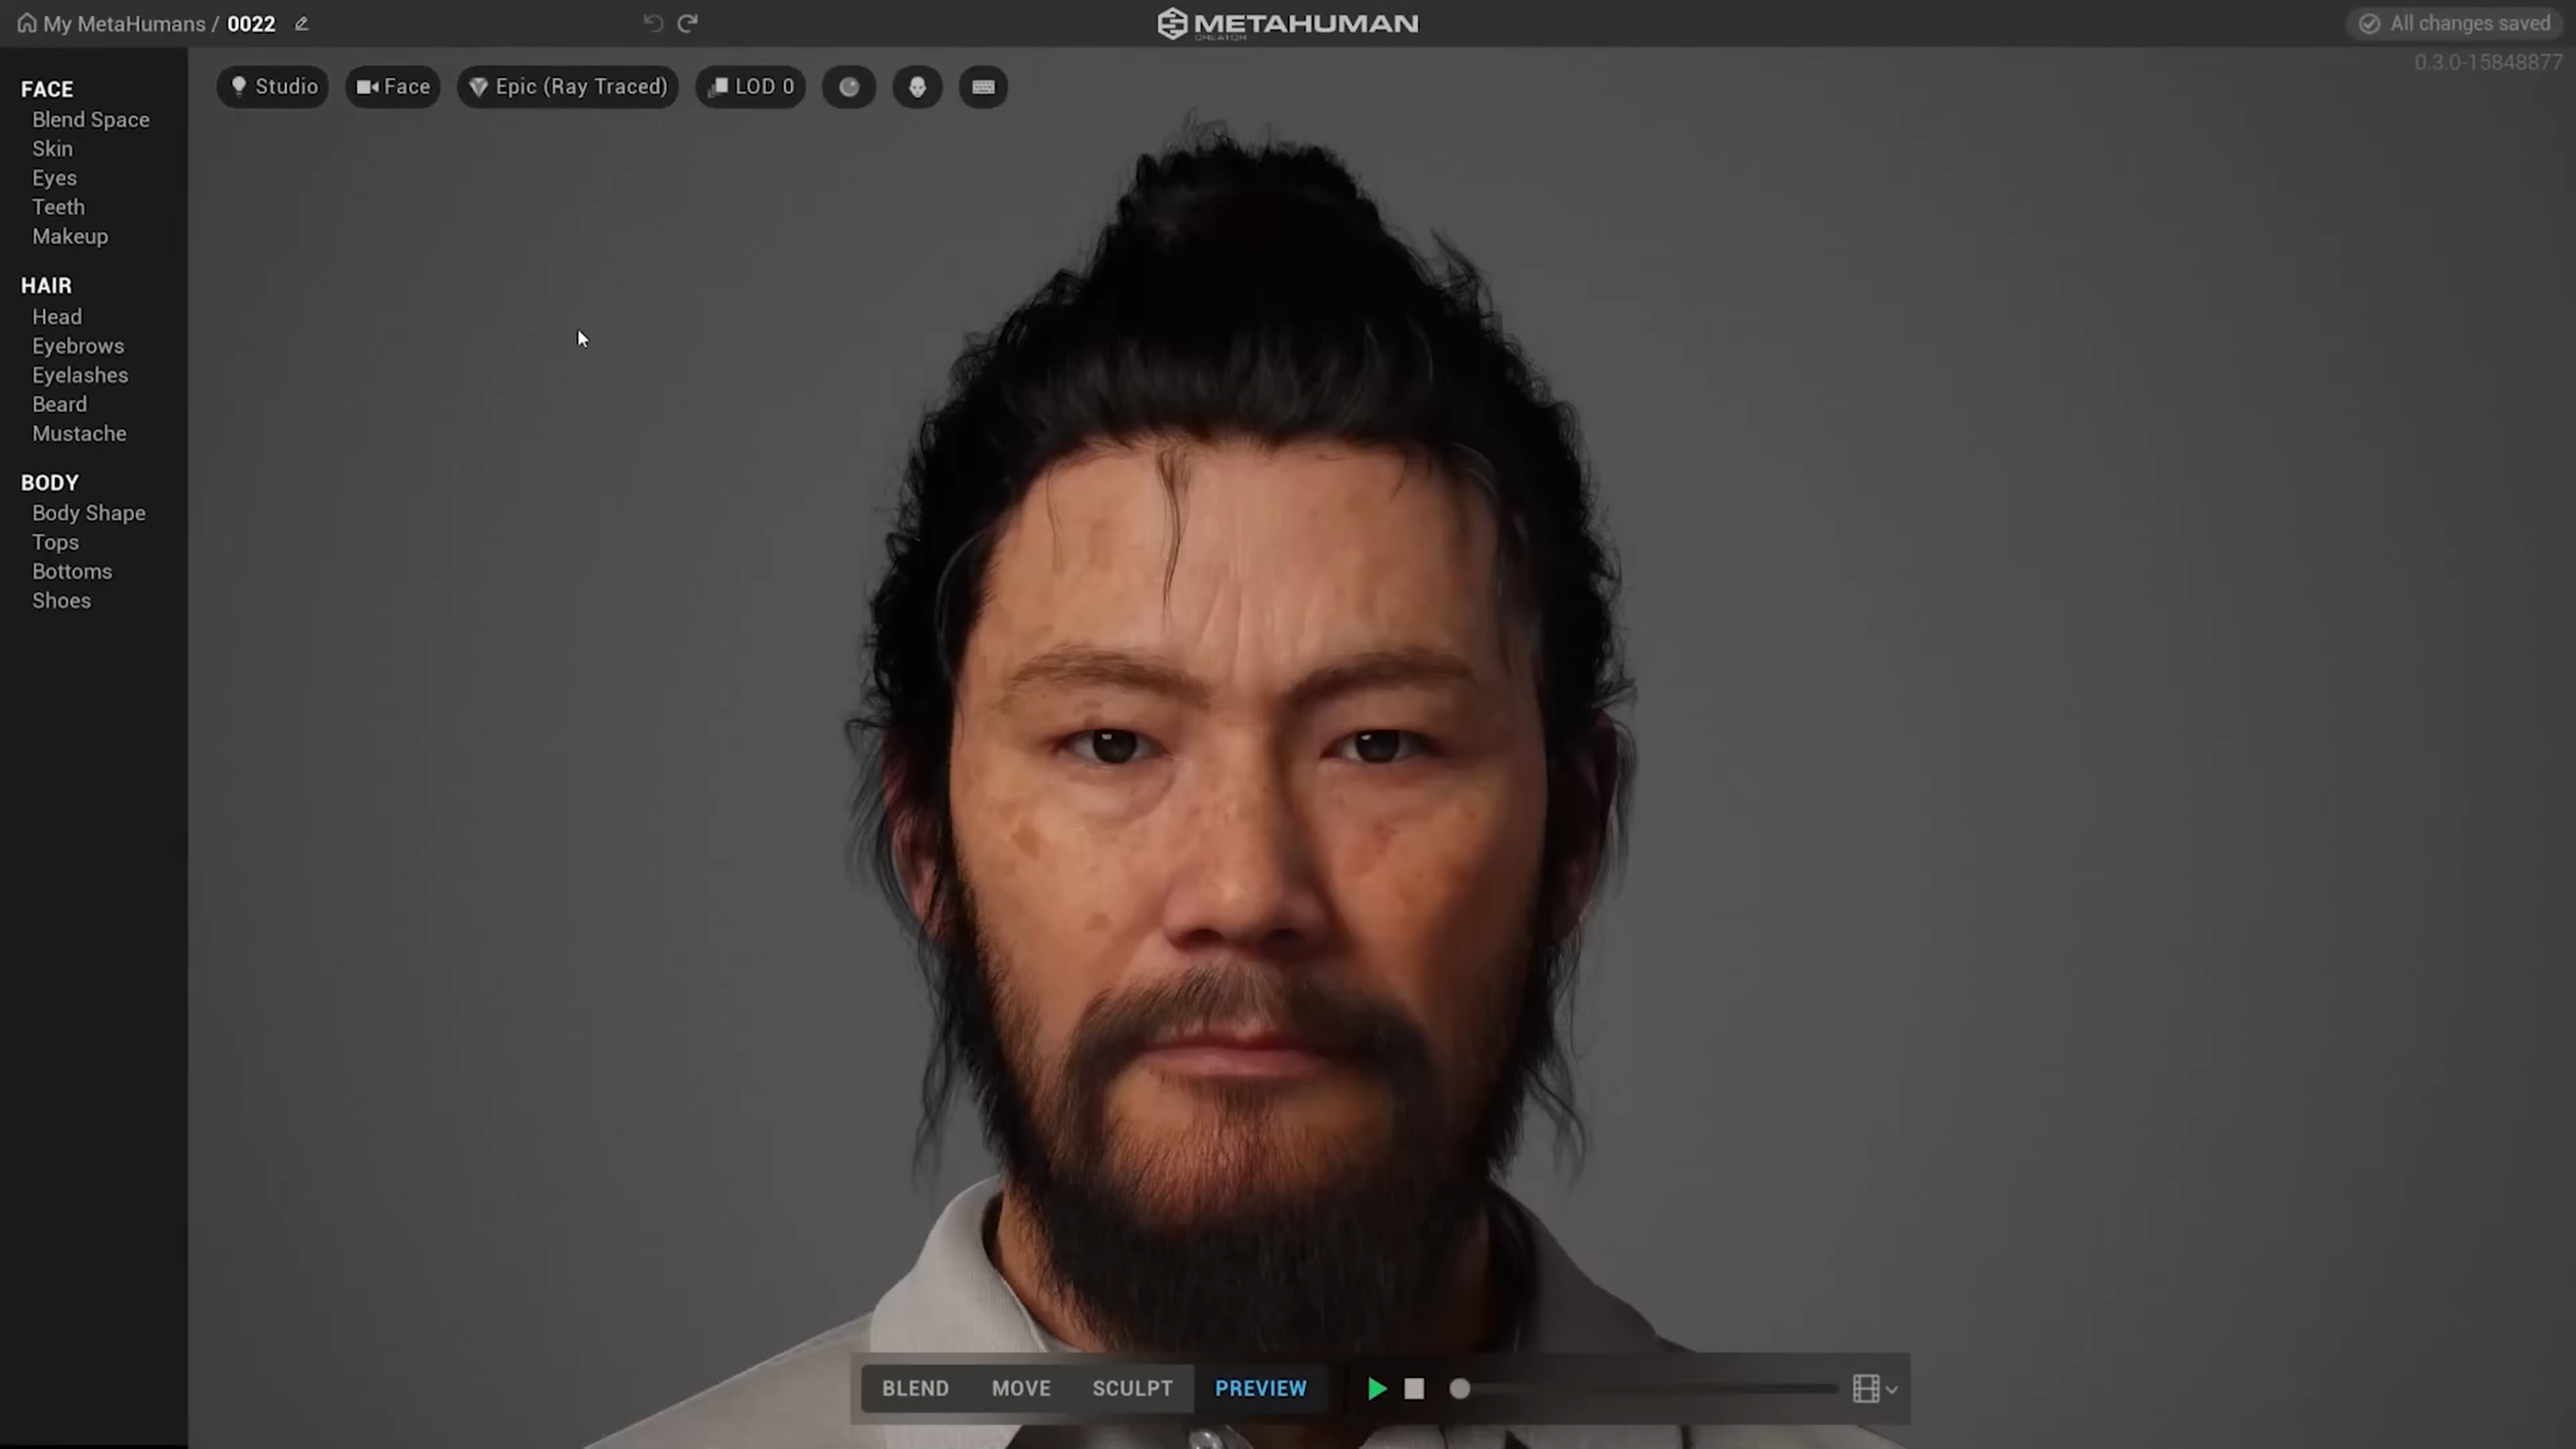 My MetaHumans / 0022
METAHUMAN
CREATOR
All changes saved
0.3.0-15848877
Studio
Face
Epic (Ray Traced)
LOD 0
FACE
Blend Space
Skin
Eyes
Teeth
Makeup
HAIR
Head
Eyebrows
Eyelashes
Beard
Mustache
BODY
Body Shape
Tops
Bottoms
Shoes
BLEND
MOVE
SCULPT
PREVIEW